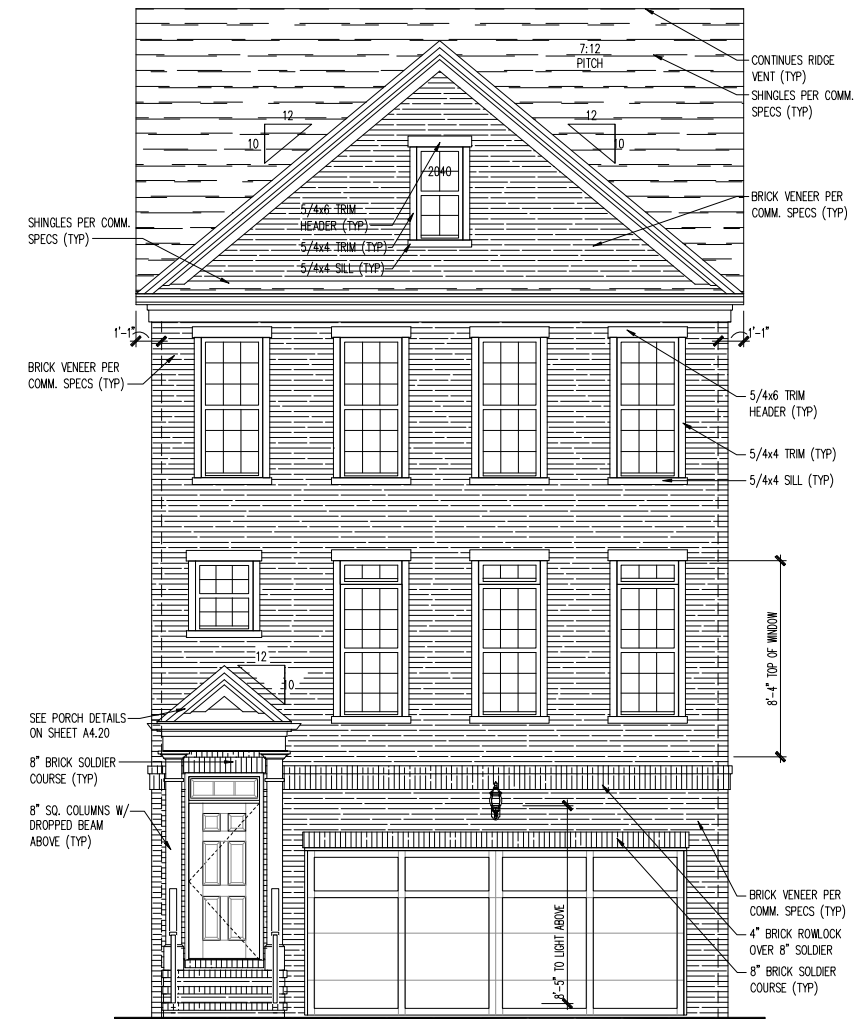 7:12
PITCH
CONTINUES RIDGE
VENT (TYP)
SHINGLES PER COMM.
SPECS (TYP)
12
10
12
10
2040
5/4x6 TRIM
HEADER (TYP)
5/4x4 TRIM (TYP)
5/4x4 SILL (TYP)
BRICK VENEER PER
COMM. SPECS (TYP)
SHINGLES PER COMM.
SPECS (TYP)
1'-1"
1'-1"
BRICK VENEER PER
COMM. SPECS (TYP)
5/4x6 TRIM
HEADER (TYP)
5/4x4 TRIM (TYP)
5/4x4 SILL (TYP)
8'-4" TOP OF WINDOW
12
10
SEE PORCH DETAILS
ON SHEET A4.20
8" BRICK SOLDIER
COURSE (TYP)
8" SQ. COLUMNS W/
DROPPED BEAM
ABOVE (TYP)
8'-5" TO LIGHT ABOVE
BRICK VENEER PER
COMM. SPECS (TYP)
4" BRICK ROWLOCK
OVER 8" SOLDIER
8" BRICK SOLDIER
COURSE (TYP)